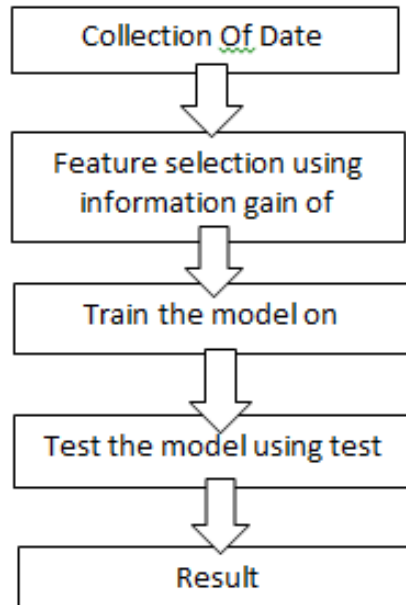 Collection Of Date
Feature selection using
information gain of
Train the model on
Test the model using test
Result